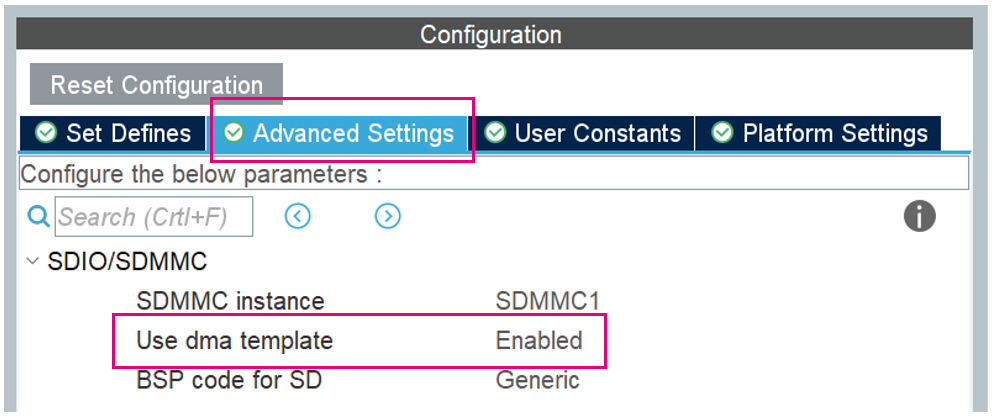 Configuration
Reset Configuration
Set Defines Advanced Settings User Constants Platform Settings
Configure the below parameters :
Search (Crtl+F)
SDIO/SDMMC
SDMMC instance SDMMC1
Use dma template Enabled
BSP code for SD Generic